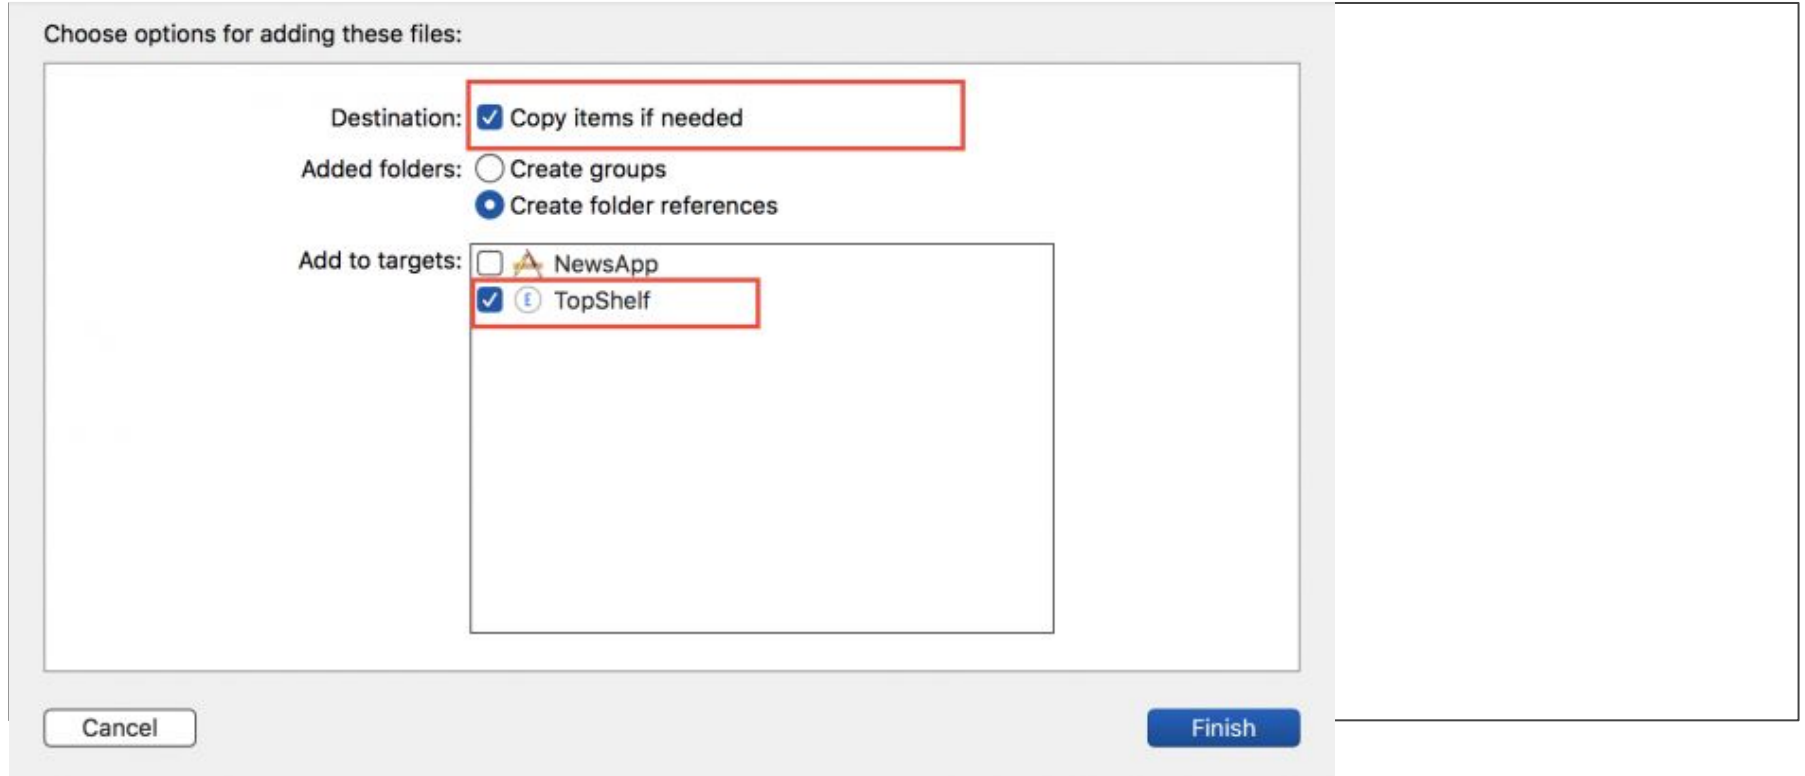 Choose options for adding these files:
Destination: Copy items if needed
Added folders: Create groups
Create folder references
Add to targets: NewsApp
TopShelf
Cancel Finish